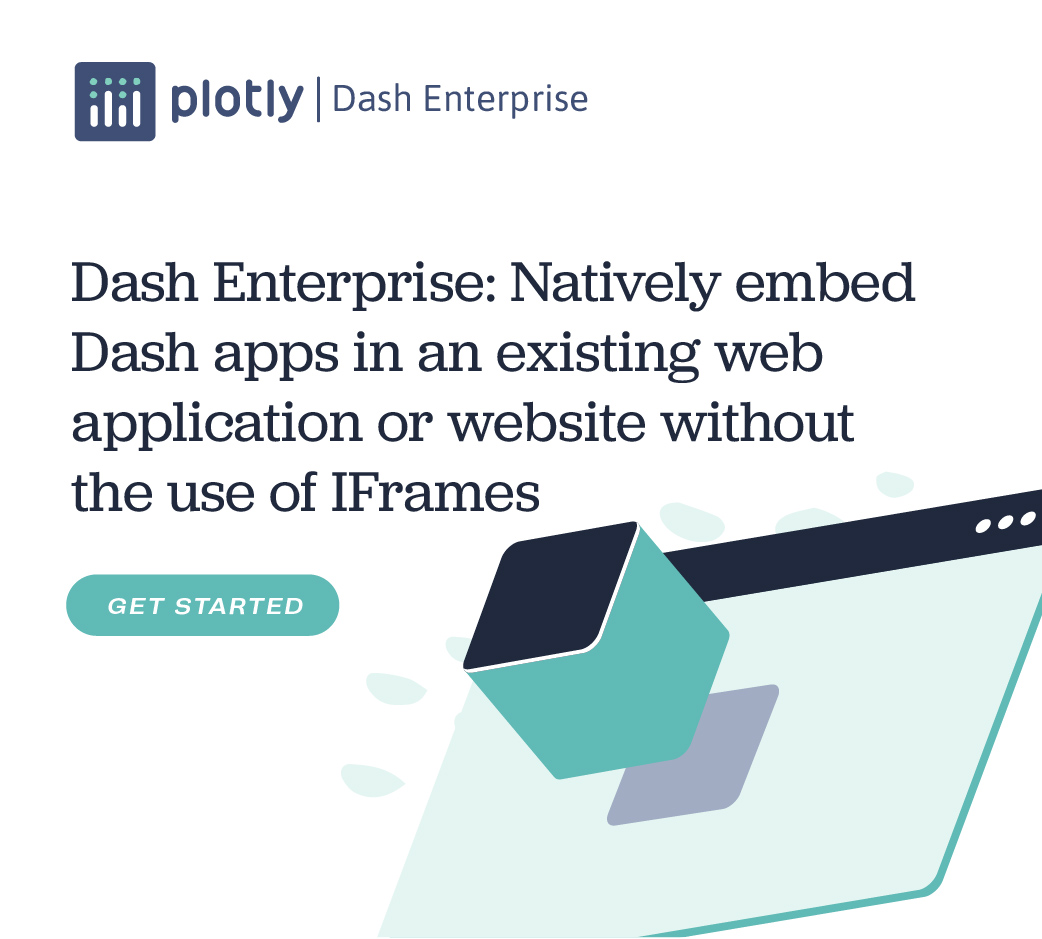 plotly | Dash Enterprise
Dash Enterprise: Natively embed
Dash apps in an existing web
application or website without
the use of IFrames
GET STARTED